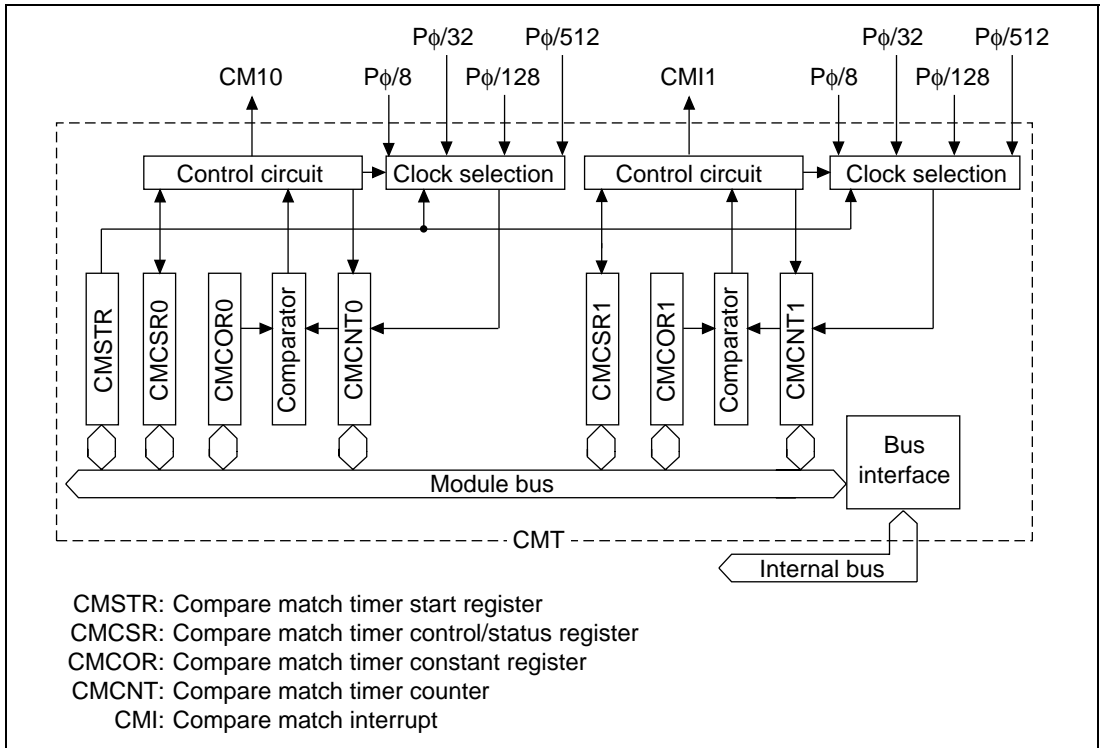 Pφ/32 Pφ/512 Pφ/32 Pφ/512
CM10 Pφ/8 Pφ/128 CMI1 Pφ/8 Pφ/128
Control circuit Clock selection Control circuit Clock selection
CMSTR
CMCSR0
CMCOR0
Comparator
CMCNT0
CMCSR1
CMCOR1
Comparator
CMCNT1
Bus
interface
Module bus
CMT
Internal bus
CMSTR: Compare match timer start register
CMCSR: Compare match timer control/status register
CMCOR: Compare match timer constant register
CMCNT: Compare match timer counter
CMI: Compare match interrupt